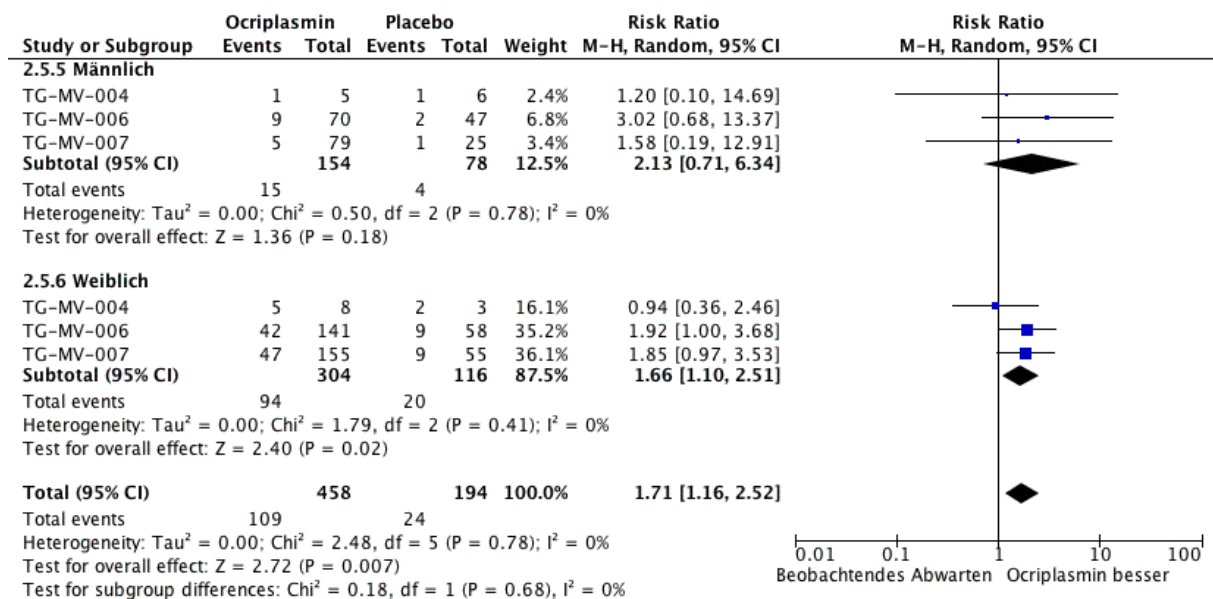 Ocriplasmin Placebo Risk Ratio Risk Ratio
Study or Subgroup Events Total Events Total Weight M-H, Random, 95% CI M-H, Random, 95% CI
2.5.5 Männlich
TG-MV-004 1 5 1 6 2.4% 1.20 [0.10, 14.69]
TG-MV-006 9 70 2 47 6.8% 3.02 [0.68, 13.37]
TG-MV-007 5 79 1 25 3.4% 1.58 [0.19, 12.91]
Subtotal (95% CI) 154 78 12.5% 2.13 [0.71, 6.34]
Total events 15 4
Heterogeneity: Tau² = 0.00; Chi² = 0.50, df = 2 (P = 0.78); I² = 0%
Test for overall effect: Z = 1.36 (P = 0.18)
2.5.6 Weiblich
TG-MV-004 5 8 2 3 16.1% 0.94 [0.36, 2.46]
TG-MV-006 42 141 9 58 35.2% 1.92 [1.00, 3.68]
TG-MV-007 47 155 9 55 36.1% 1.85 [0.97, 3.53]
Subtotal (95% CI) 304 116 87.5% 1.66 [1.10, 2.51]
Total events 94 20
Heterogeneity: Tau² = 0.00; Chi² = 1.79, df = 2 (P = 0.41); I² = 0%
Test for overall effect: Z = 2.40 (P = 0.02)
Total (95% CI) 458 194 100.0% 1.71 [1.16, 2.52]
Total events 109 24
Heterogeneity: Tau² = 0.00; Chi² = 2.48, df = 5 (P = 0.78); I² = 0%
Test for overall effect: Z = 2.72 (P = 0.007)
Test for subgroup differences: Chi² = 0.18, df = 1 (P = 0.68), I² = 0%
0.01 0.1 1 10 100
Beobachtendes Abwarten Ocriplasmin besser